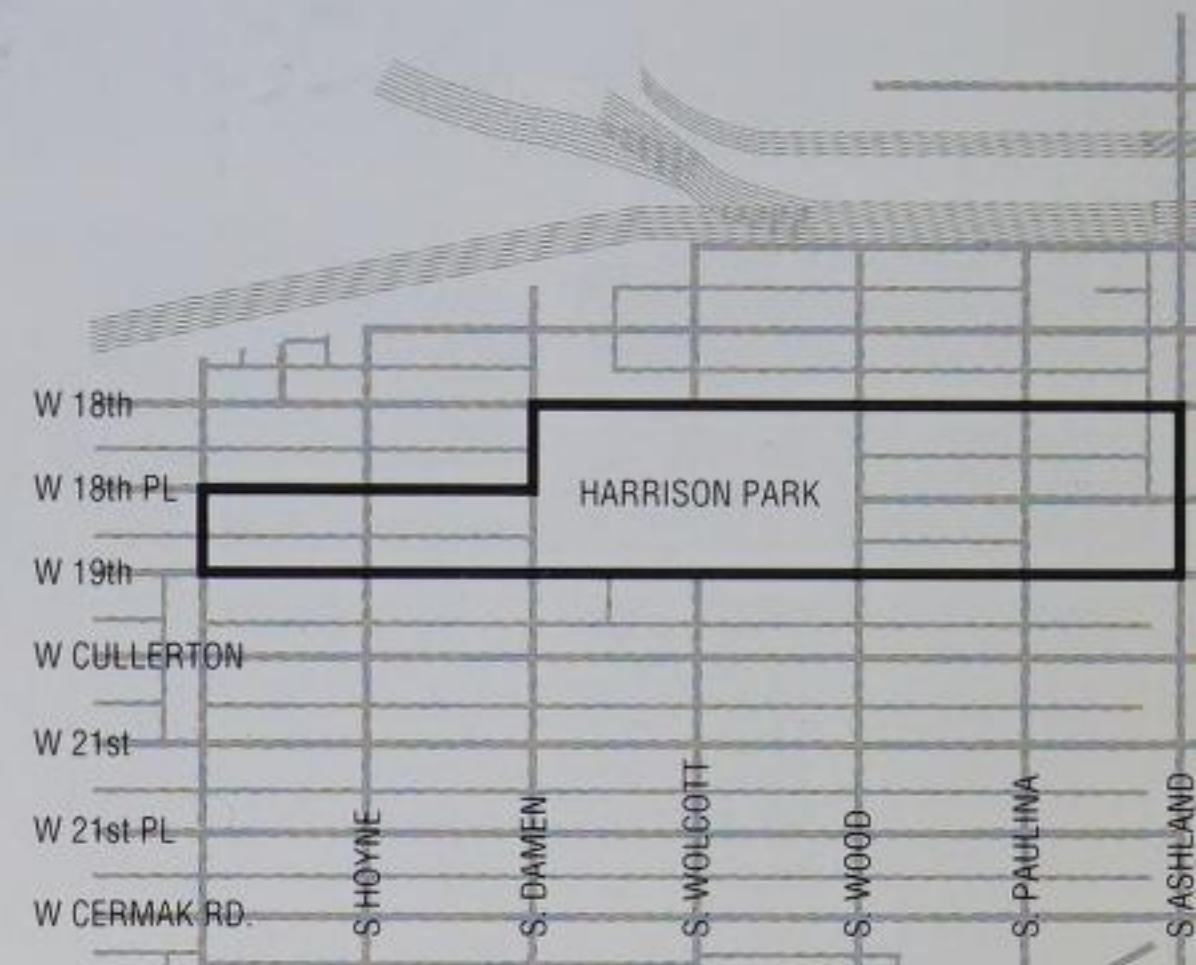 W 18th
W 18th PL
HARRISON PARK
W 19th
W CULLERTON
W 21st
W 21st PL
W CERMAK RD.
S HOYNE
S. DAMEN
S. WOLCOTT
S. WOOD
S. PAULINA
S ASHLAND